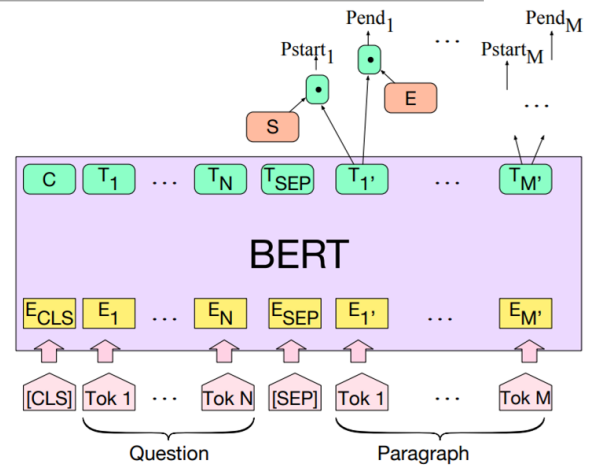 Pstart1 Pend1 ... PstartM PendM
S E ...
C T1 ... TN TSEP T1' ... TM'
BERT
ECLS E1 ... EN ESEP E1' ... EM'
[CLS] Tok 1 ... Tok N [SEP] Tok 1 ... Tok M
Question Paragraph